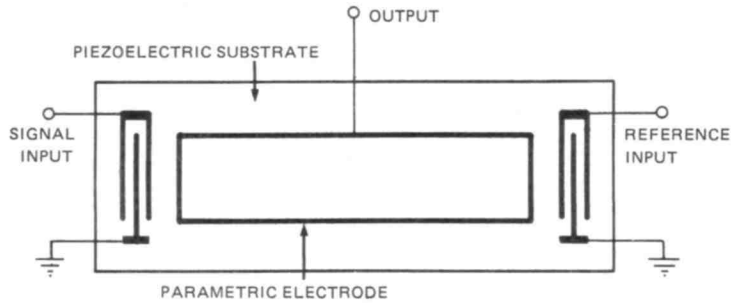 OUTPUT
PIEZOELECTRIC SUBSTRATE
SIGNAL
INPUT
REFERENCE
INPUT
PARAMETRIC ELECTRODE